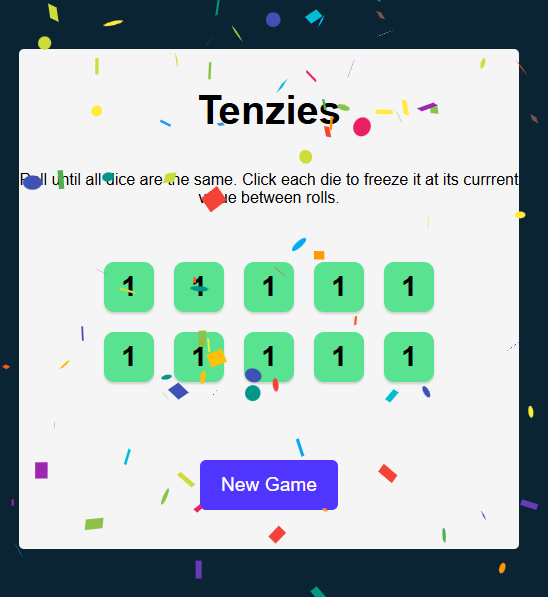 Tenzies
Roll until all dice are the same. Click each die to freeze it at its currrent
value between rolls.
1 1 1 1 1
1 1 1 1 1
New Game